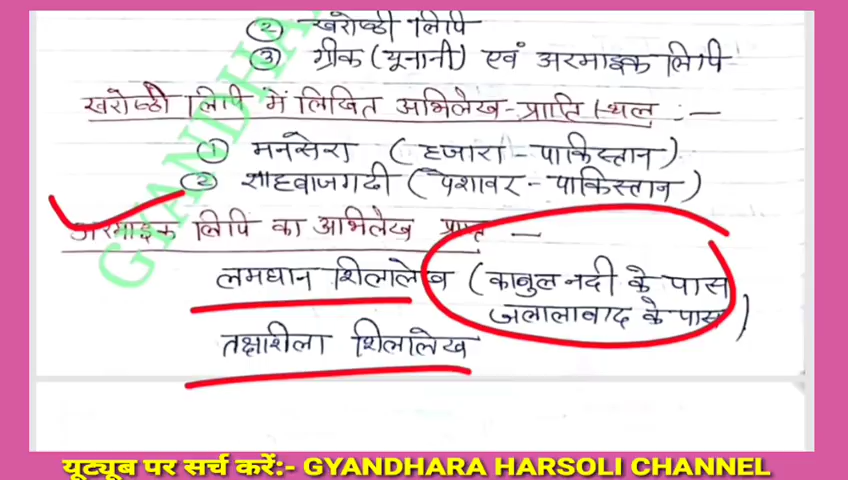 ② खरोष्ठी लिपि
③ ग्रीक (यूनानी) एवं अरमाइक लिपि
खरोष्ठी लिपि में लिखित अभिलेख-प्राप्ति स्थल :-
① मनसेरा (हजारा-पाकिस्तान)
② शाहबाजगढी (पेशावर-पाकिस्तान)
अरमाइक लिपि का अभिलेख प्राप्त -
लमघान शिलालेख (काबुल नदी के पास
जलालाबाद के पास)
तक्षशीला शिलालेख
यूट्यूब पर सर्च करें:- GYANDHARA HARSOLI CHANNEL
GYANDHA